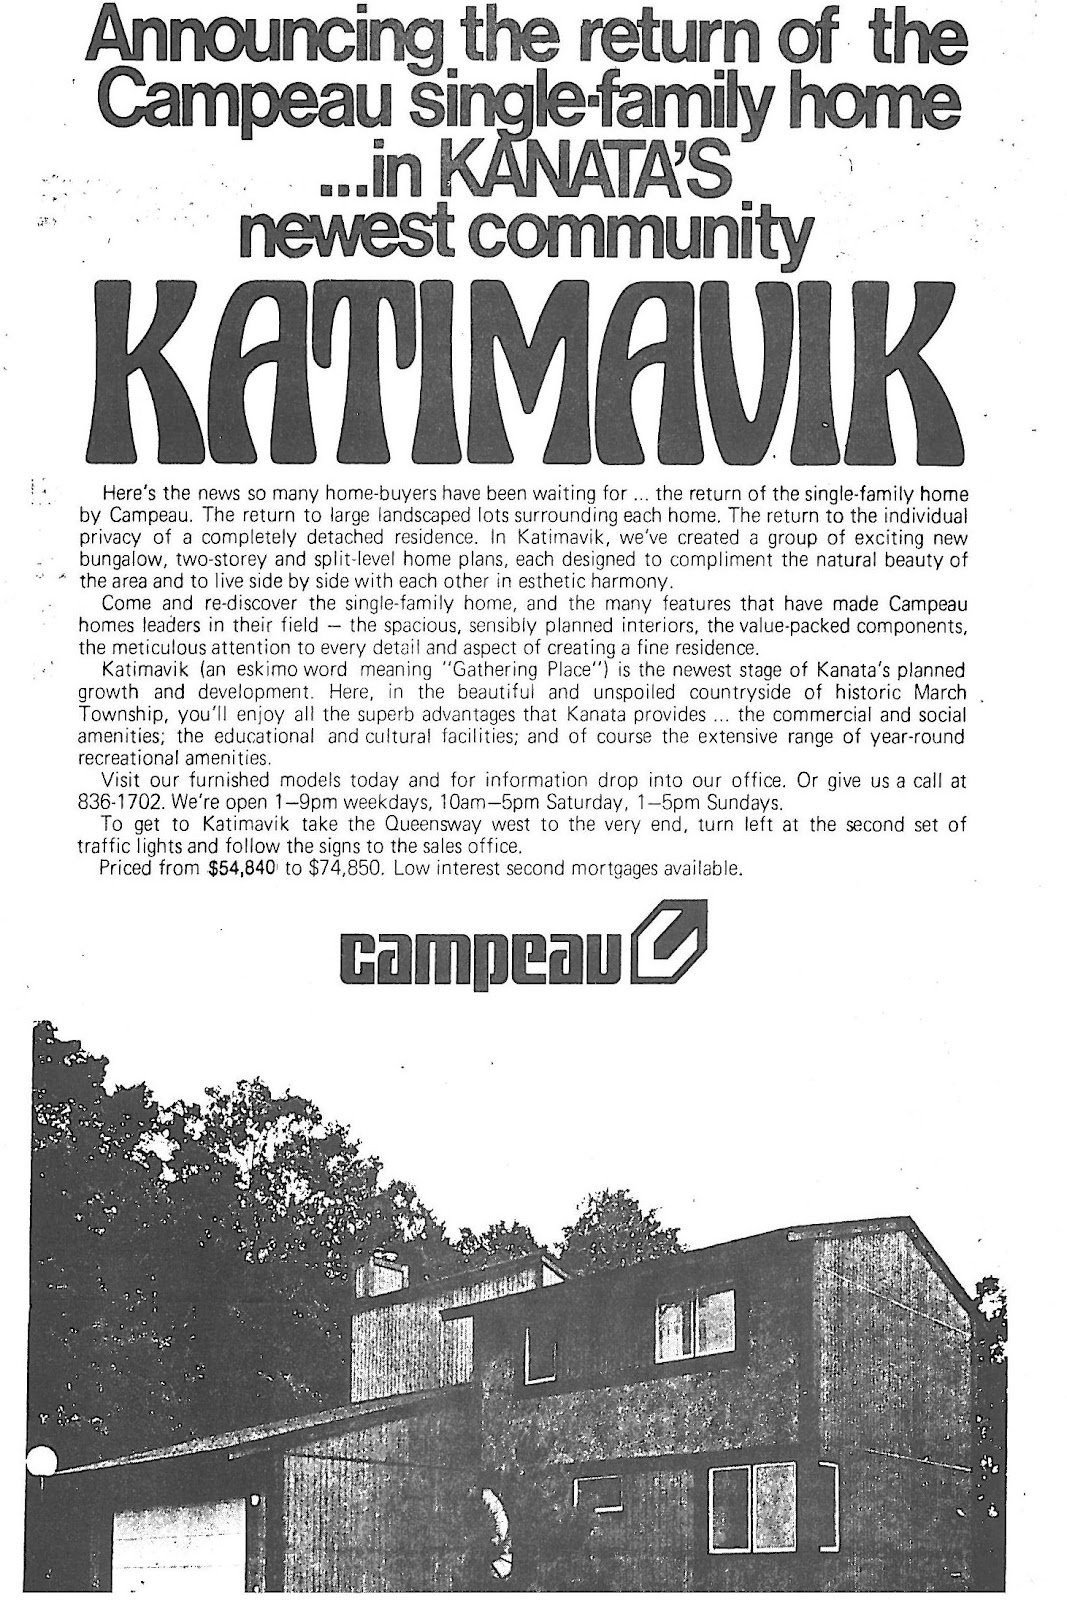 Announcing the return of the
Campeau single-family home
...in KANATA'S
newest community
KATIMAVIK
Here's the news so many home-buyers have been waiting for ... the return of the single-family home
by Campeau. The return to large landscaped lots surrounding each home. The return to the individual
privacy of a completely detached residence. In Katimavik, we've created a group of exciting new
bungalow, two-storey and split-level home plans, each designed to compliment the natural beauty of
the area and to live side by side with each other in esthetic harmony.
Come and re-discover the single-family home, and the many features that have made Campeau
homes leaders in their field – the spacious, sensibly planned interiors, the value-packed components,
the meticulous attention to every detail and aspect of creating a fine residence.
Katimavik (an eskimo word meaning "Gathering Place") is the newest stage of Kanata's planned
growth and development. Here, in the beautiful and unspoiled countryside of historic March
Township, you'll enjoy all the superb advantages that Kanata provides ... the commercial and social
amenities; the educational and cultural facilities; and of course the extensive range of year-round
recreational amenities.
Visit our furnished models today and for information drop into our office. Or give us a call at
836-1702. We're open 1–9pm weekdays, 10am–5pm Saturday, 1–5pm Sundays.
To get to Katimavik take the Queensway west to the very end, turn left at the second set of
traffic lights and follow the signs to the sales office.
Priced from $54,840 to $74,850. Low interest second mortgages available.
campeau